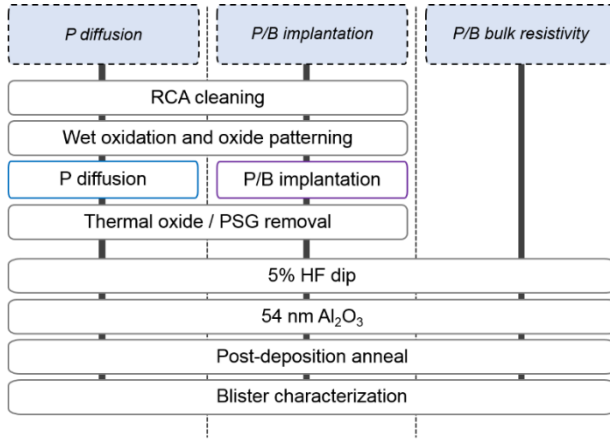 P diffusion
P/B implantation
P/B bulk resistivity
RCA cleaning
Wet oxidation and oxide patterning
P diffusion
P/B implantation
Thermal oxide / PSG removal
5% HF dip
54 nm Al₂O₃
Post-deposition anneal
Blister characterization